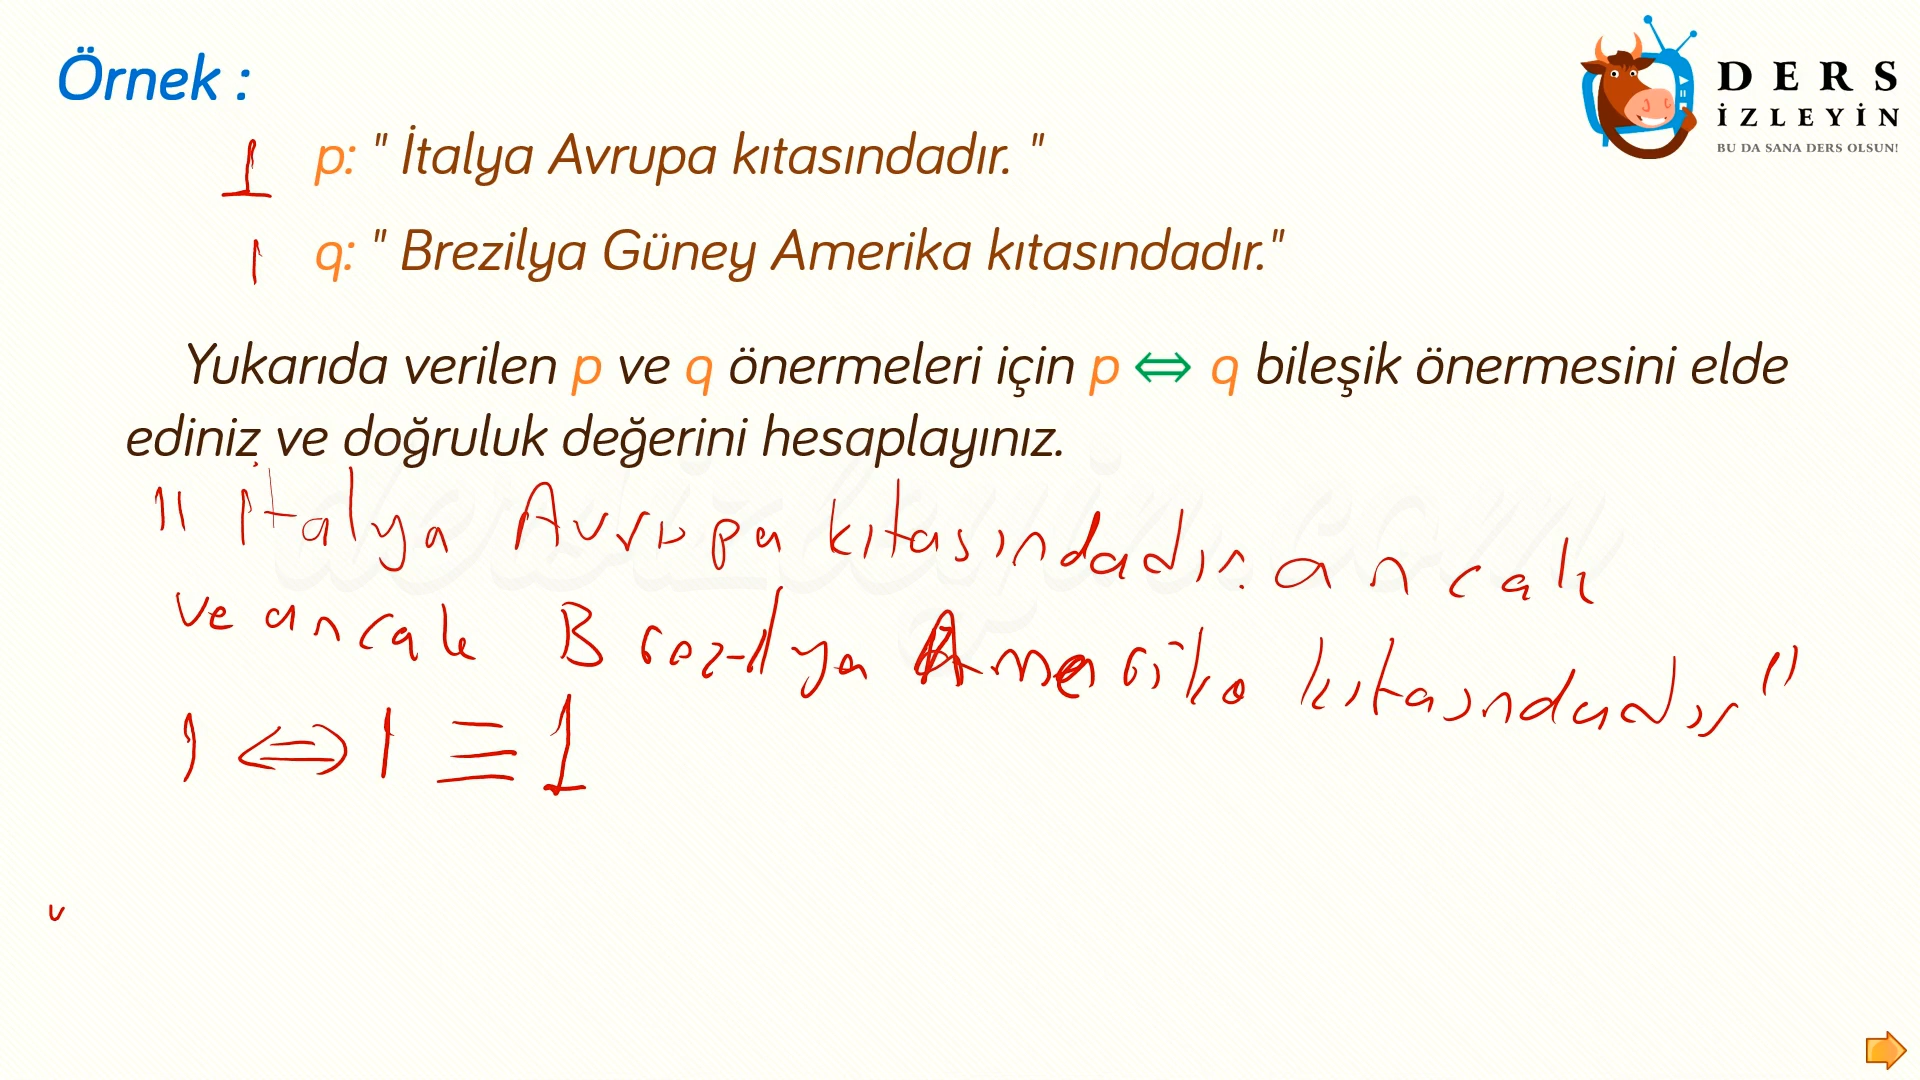 Örnek :
DERS
İZLEYİN
BU DA SANA DERS OLSUN!
1 p: " İtalya Avrupa kıtasındadır. "
1 q: " Brezilya Güney Amerika kıtasındadır."
Yukarıda verilen p ve q önermeleri için p ⇔ q bileşik önermesini elde
ediniz ve doğruluk değerini hesaplayınız.
" İtalya Avrupa kıtasındadır. ancak
ve ancak Brezilya Amerika kıtasındadır "
1 ⇔ 1 ≡ 1
dersizleyin.com